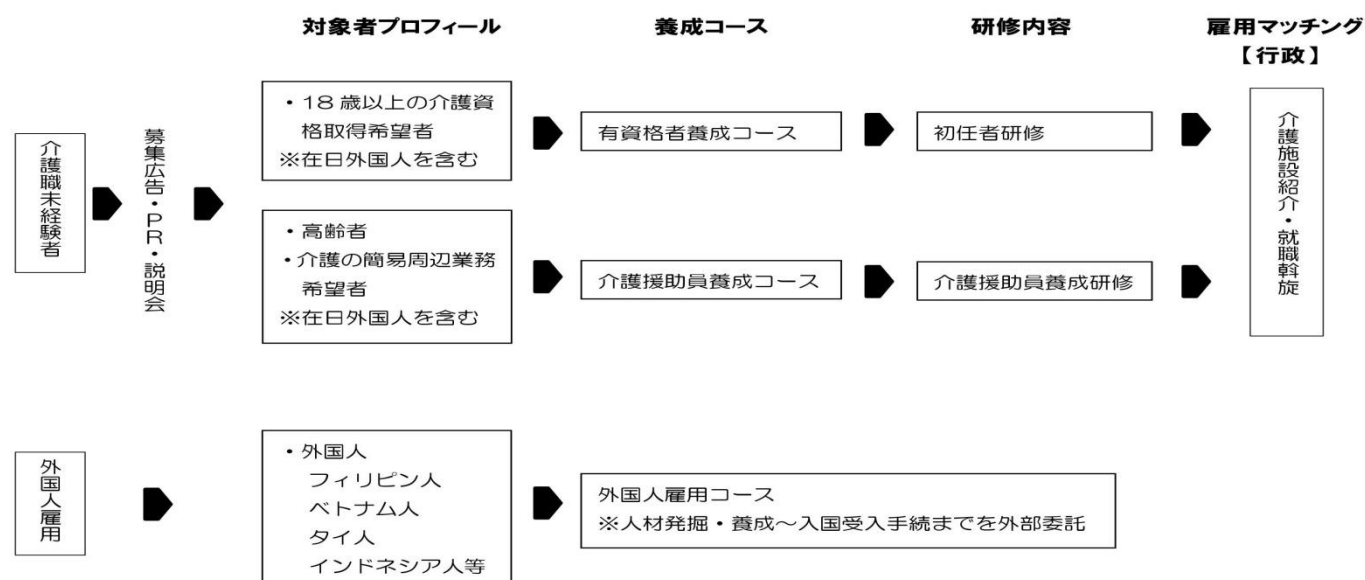 対象者プロフィール
養成コース
研修内容
雇用マッチング
【行政】
介護職未経験者
募集広告・PR・説明会
・18歳以上の介護資
格取得希望者
※在日外国人を含む
有資格者養成コース
初任者研修
・高齢者
・介護の簡易周辺業務
希望者
※在日外国人を含む
介護援助員養成コース
介護援助員養成研修
介護施設紹介・就職斡旋
外国人雇用
・外国人
フィリピン人
ベトナム人
タイ人
インドネシア人等
外国人雇用コース
※人材発掘・養成～入国受入手続までを外部委託